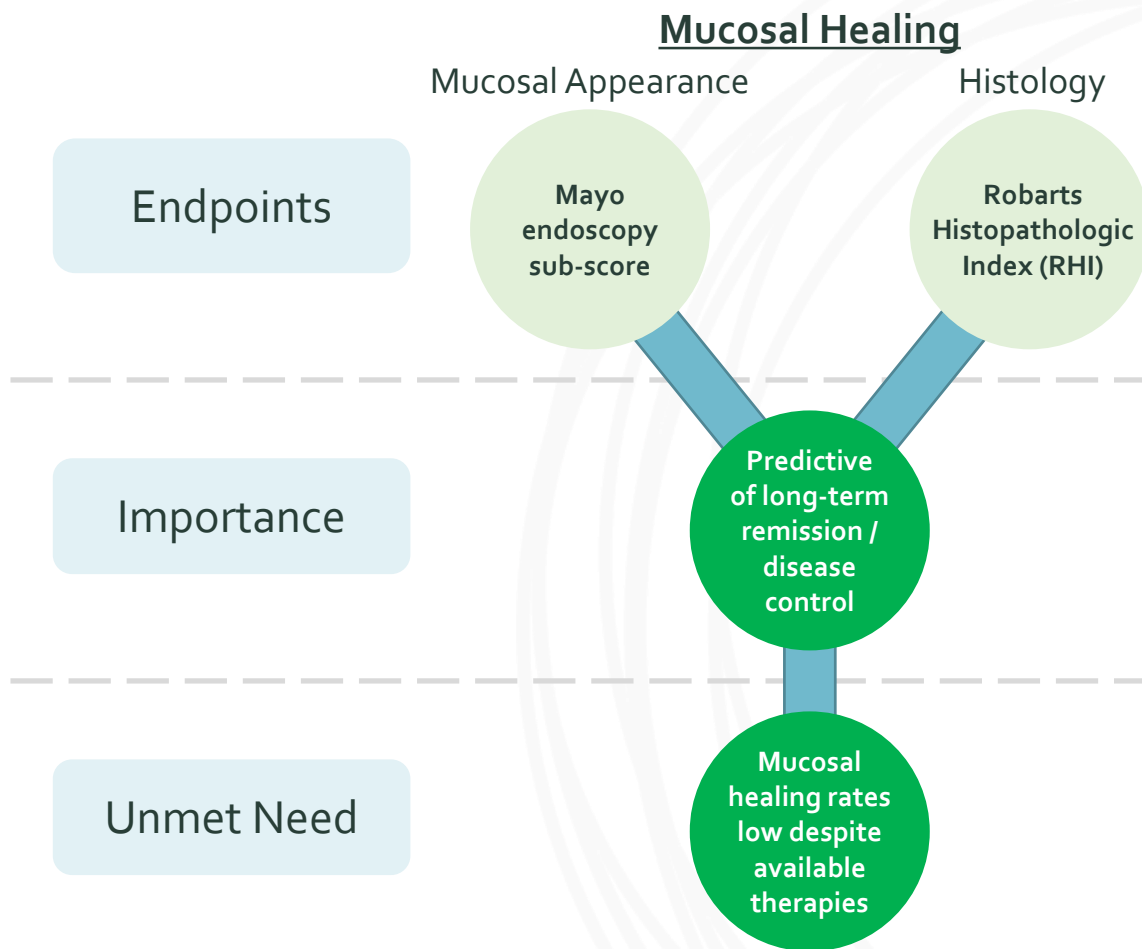 Mucosal Healing
Mucosal Appearance
Histology
Endpoints
Mayo
endoscopy
sub-score
Robarts
Histopathologic
Index (RHI)
Importance
Predictive
of long-term
remission /
disease
control
Unmet Need
Mucosal
healing rates
low despite
available
therapies